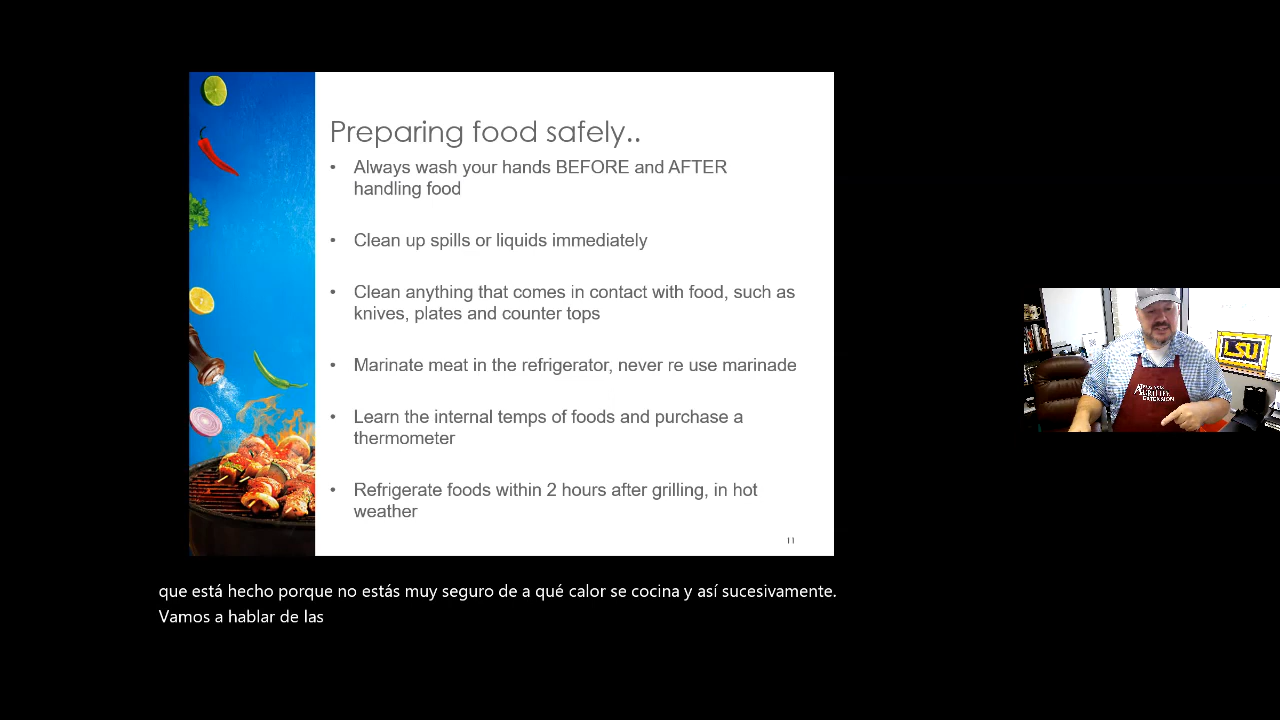 Preparing food safely..
• Always wash your hands BEFORE and AFTER
handling food
• Clean up spills or liquids immediately
• Clean anything that comes in contact with food, such as
knives, plates and counter tops
• Marinate meat in the refrigerator, never re use marinade
• Learn the internal temps of foods and purchase a
thermometer
• Refrigerate foods within 2 hours after grilling, in hot
weather
11
LSU
AGRILIFE
EXTENSION
que está hecho porque no estás muy seguro de a qué calor se cocina y así sucesivamente.
Vamos a hablar de las